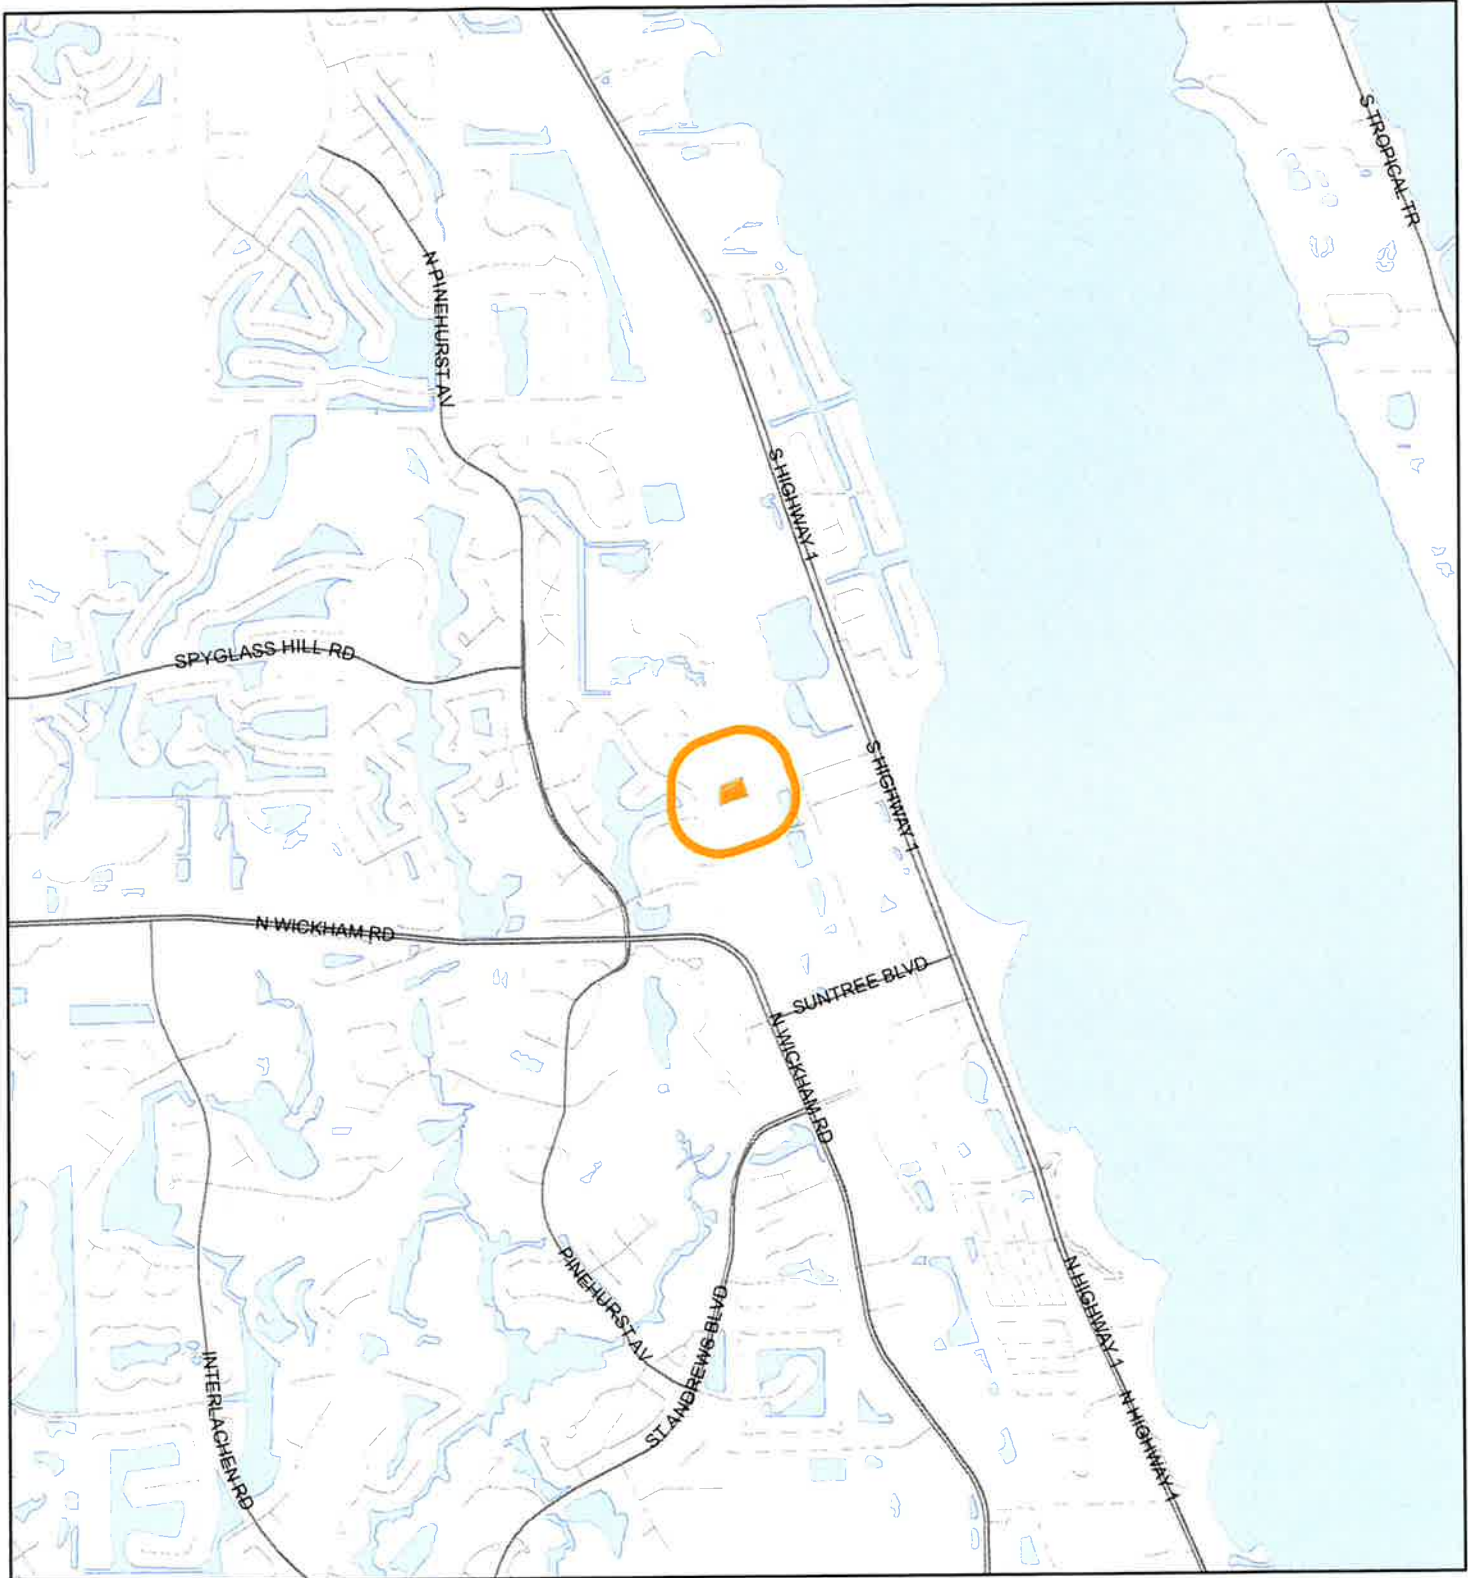 S TROPICAL TR
N PINEHURST AV
S HIGHWAY 1
SPYGLASS HILL RD
S HIGHWAY 1
N WICKHAM RD
SUNTREE BLVD
N WICKHAM RD
PINEHURST AV
ST ANDREWS BLVD
N HIGHWAY 1
INTERLACHEN RD
N HIGHWAY 1